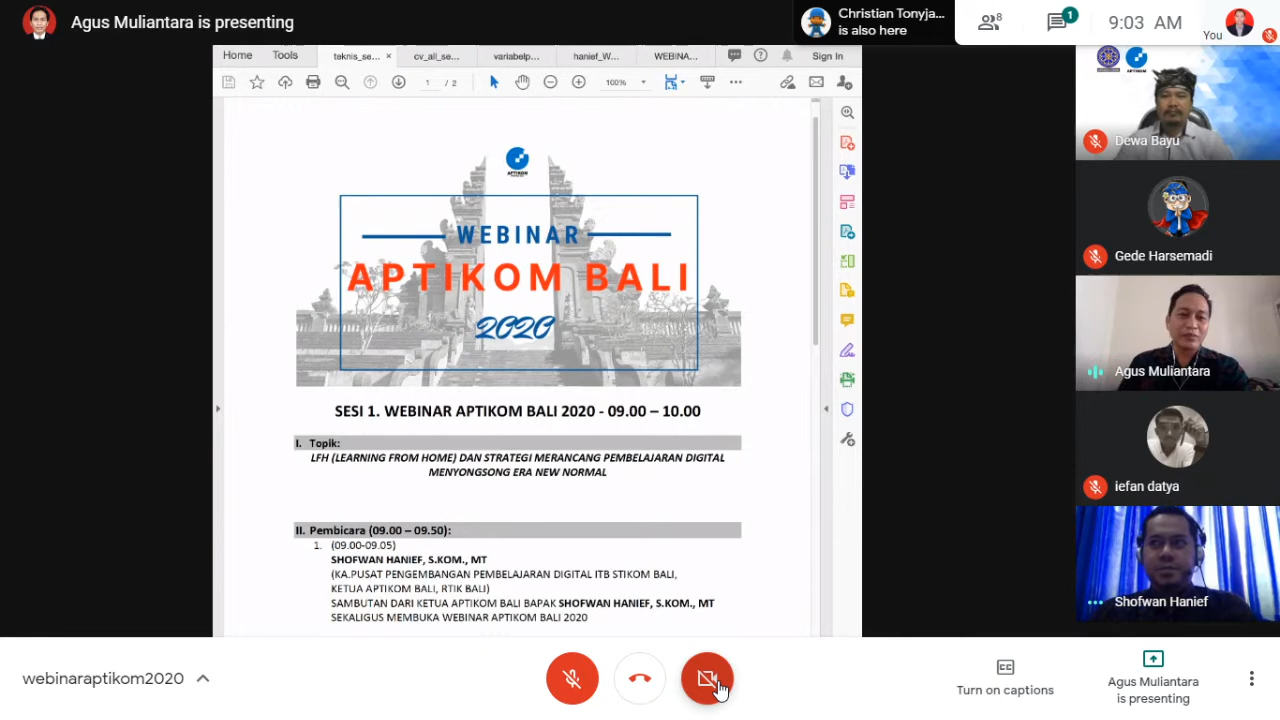 Agus Muliantara is presenting
Christian Tonyja...
is also here
8
1
9:03 AM
You
Home Tools teknis_se... × cv_all_se... variabelp... hanief_W... WEBINA... Sign In
1 / 2 100%
APTIKOM
WEBINAR
APTIKOM BALI
2020
SESI 1. WEBINAR APTIKOM BALI 2020 - 09.00 – 10.00
I. Topik:
LFH (LEARNING FROM HOME) DAN STRATEGI MERANCANG PEMBELAJARAN DIGITAL
MENYONGSONG ERA NEW NORMAL
II. Pembicara (09.00 – 09.50):
1. (09.00-09.05)
SHOFWAN HANIEF, S.KOM., MT
(KA.PUSAT PENGEMBANGAN PEMBELAJARAN DIGITAL ITB STIKOM BALI,
KETUA APTIKOM BALI, RTIK BALI)
SAMBUTAN DARI KETUA APTIKOM BALI BAPAK SHOFWAN HANIEF, S.KOM., MT
SEKALIGUS MEMBUKA WEBINAR APTIKOM BALI 2020
APTIKOM
Dewa Bayu
Gede Harsemadi
Agus Muliantara
iefan datya
Shofwan Hanief
webinaraptikom2020
CC
Turn on captions
Agus Muliantara
is presenting